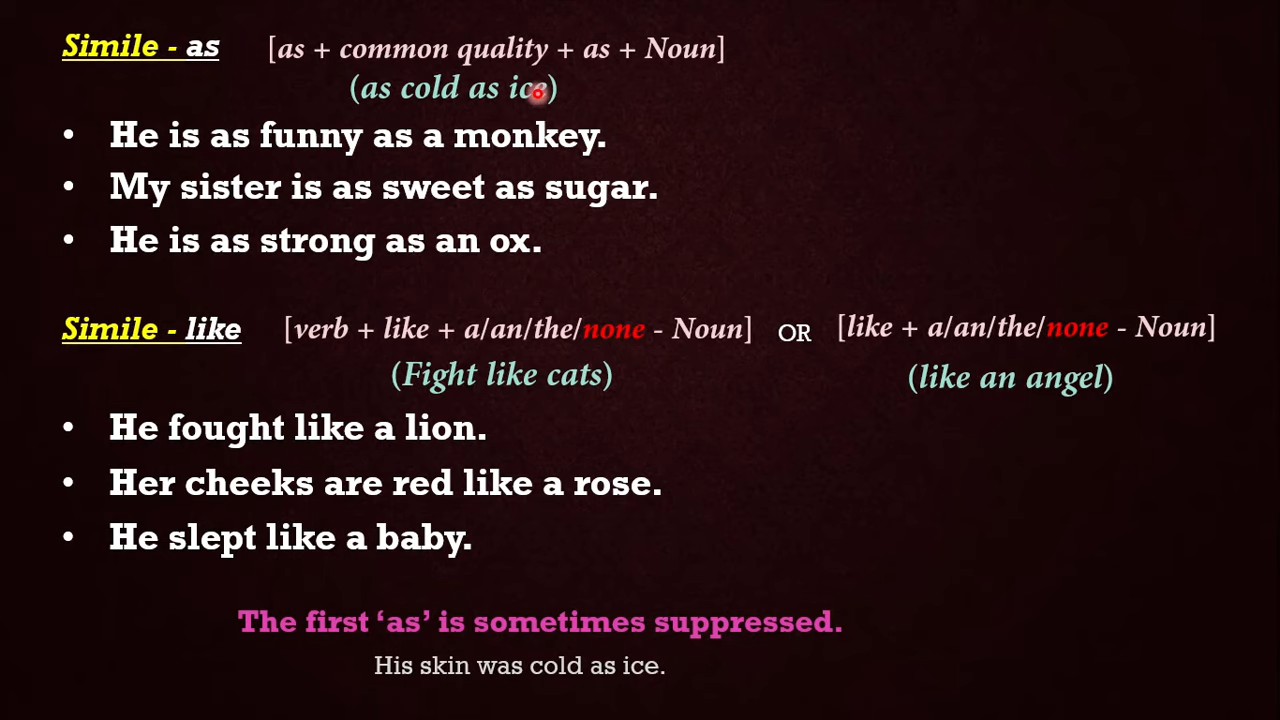 Simile - as [as + common quality + as + Noun]
(as cold as ice)
• He is as funny as a monkey.
• My sister is as sweet as sugar.
• He is as strong as an ox.
Simile - like [verb + like + a/an/the/none - Noun] OR [like + a/an/the/none - Noun]
(Fight like cats) (like an angel)
• He fought like a lion.
• Her cheeks are red like a rose.
• He slept like a baby.
The first ‘as’ is sometimes suppressed.
His skin was cold as ice.